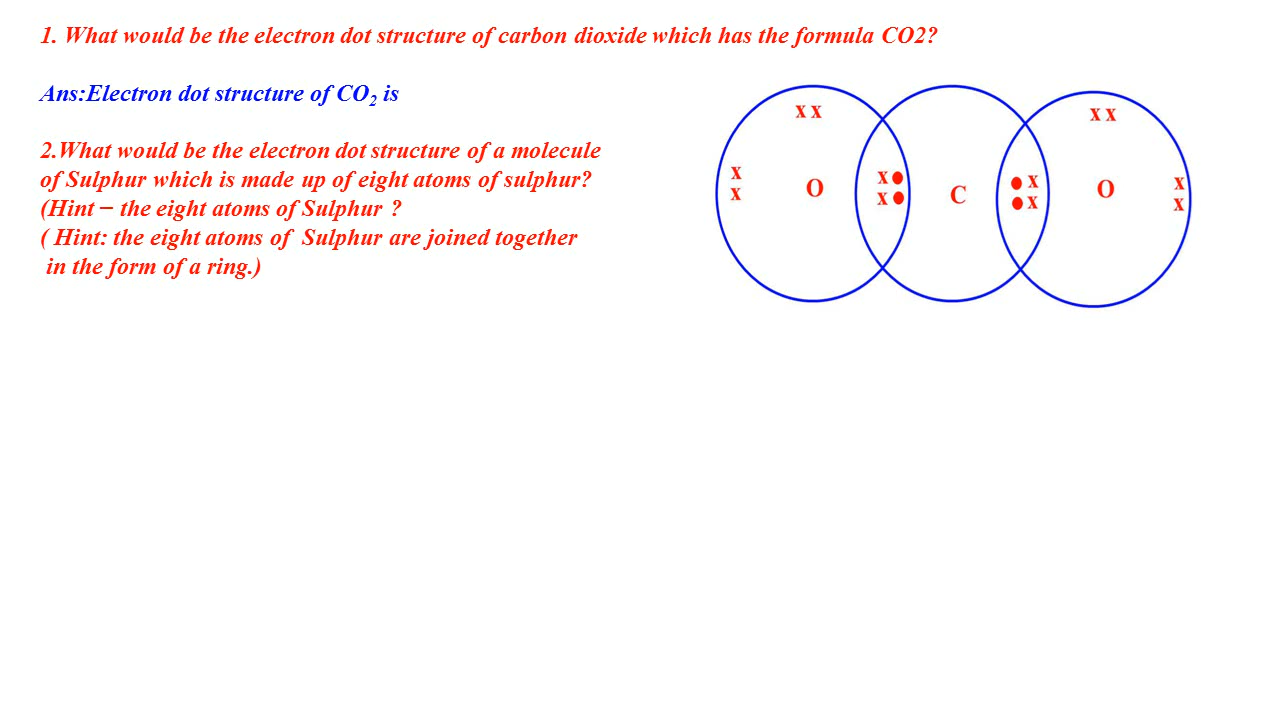 1. What would be the electron dot structure of carbon dioxide which has the formula CO2?
Ans:Electron dot structure of CO₂ is
2.What would be the electron dot structure of a molecule
of Sulphur which is made up of eight atoms of sulphur?
(Hint − the eight atoms of Sulphur ?
( Hint: the eight atoms of Sulphur are joined together
in the form of a ring.)
x x
x x
x
x
O
x
x
C
x
x
O
x
x